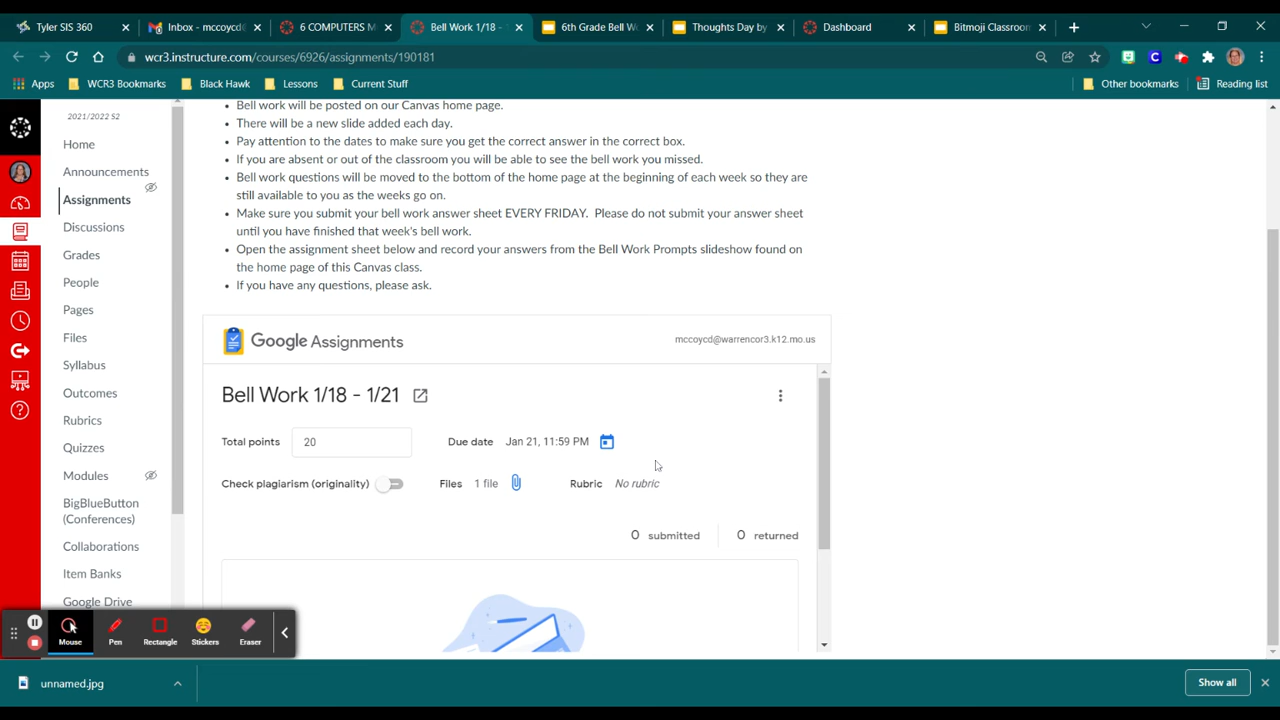 Tyler SIS 360
Inbox - mccoycd@
6 COMPUTERS M
Bell Work 1/18 -
6th Grade Bell W
Thoughts Day by
Dashboard
Bitmoji Classroom
wcr3.instructure.com/courses/6926/assignments/190181
Apps
WCR3 Bookmarks
Black Hawk
Lessons
Current Stuff
Other bookmarks
Reading list
2021/2022 S2
Home
Announcements
Assignments
Discussions
Grades
People
Pages
Files
Syllabus
Outcomes
Rubrics
Quizzes
Modules
BigBlueButton
(Conferences)
Collaborations
Item Banks
Google Drive
Bell work will be posted on our Canvas home page.
There will be a new slide added each day.
Pay attention to the dates to make sure you get the correct answer in the correct box.
If you are absent or out of the classroom you will be able to see the bell work you missed.
Bell work questions will be moved to the bottom of the home page at the beginning of each week so they are
still available to you as the weeks go on.
Make sure you submit your bell work answer sheet EVERY FRIDAY. Please do not submit your answer sheet
until you have finished that week's bell work.
Open the assignment sheet below and record your answers from the Bell Work Prompts slideshow found on
the home page of this Canvas class.
If you have any questions, please ask.
Google Assignments
mccoycd@warrencor3.k12.mo.us
Bell Work 1/18 - 1/21
Total points 20 Due date Jan 21, 11:59 PM
Check plagiarism (originality) Files 1 file Rubric No rubric
0 submitted 0 returned
Mouse
Pen
Rectangle
Stickers
Eraser
unnamed.jpg
Show all